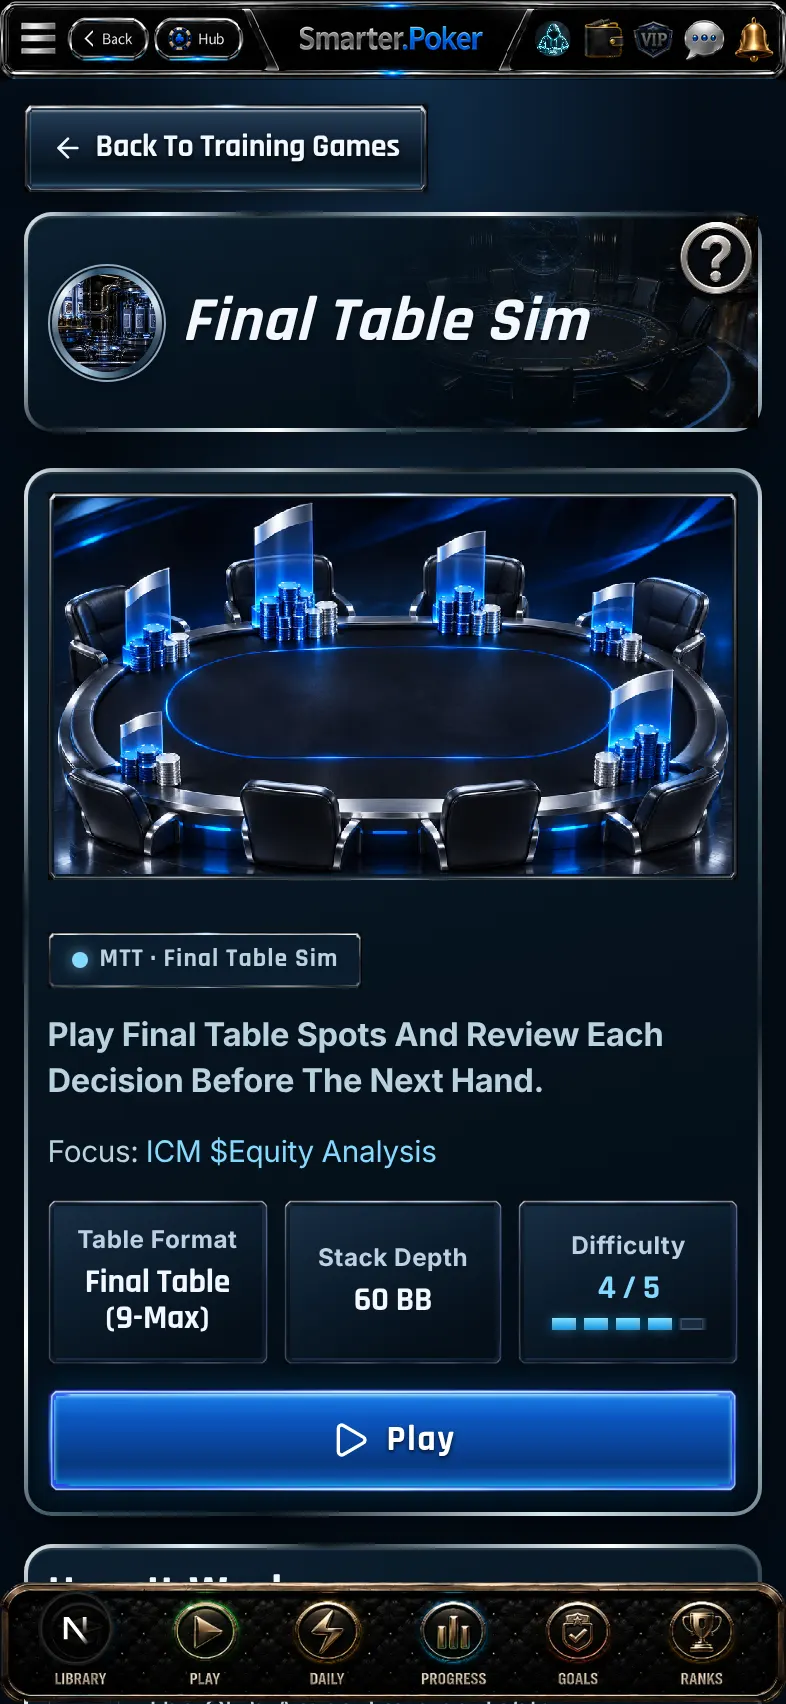 Back
Hub
Smarter.Poker
VIP
Back To Training Games
?
Final Table Sim
MTT · Final Table Sim
Play Final Table Spots And Review Each
Decision Before The Next Hand.
Focus: ICM $Equity Analysis
Table Format
Final Table
(9-Max)
Stack Depth
60 BB
Difficulty
4 / 5
Play
N
LIBRARY
PLAY
DAILY
PROGRESS
GOALS
RANKS